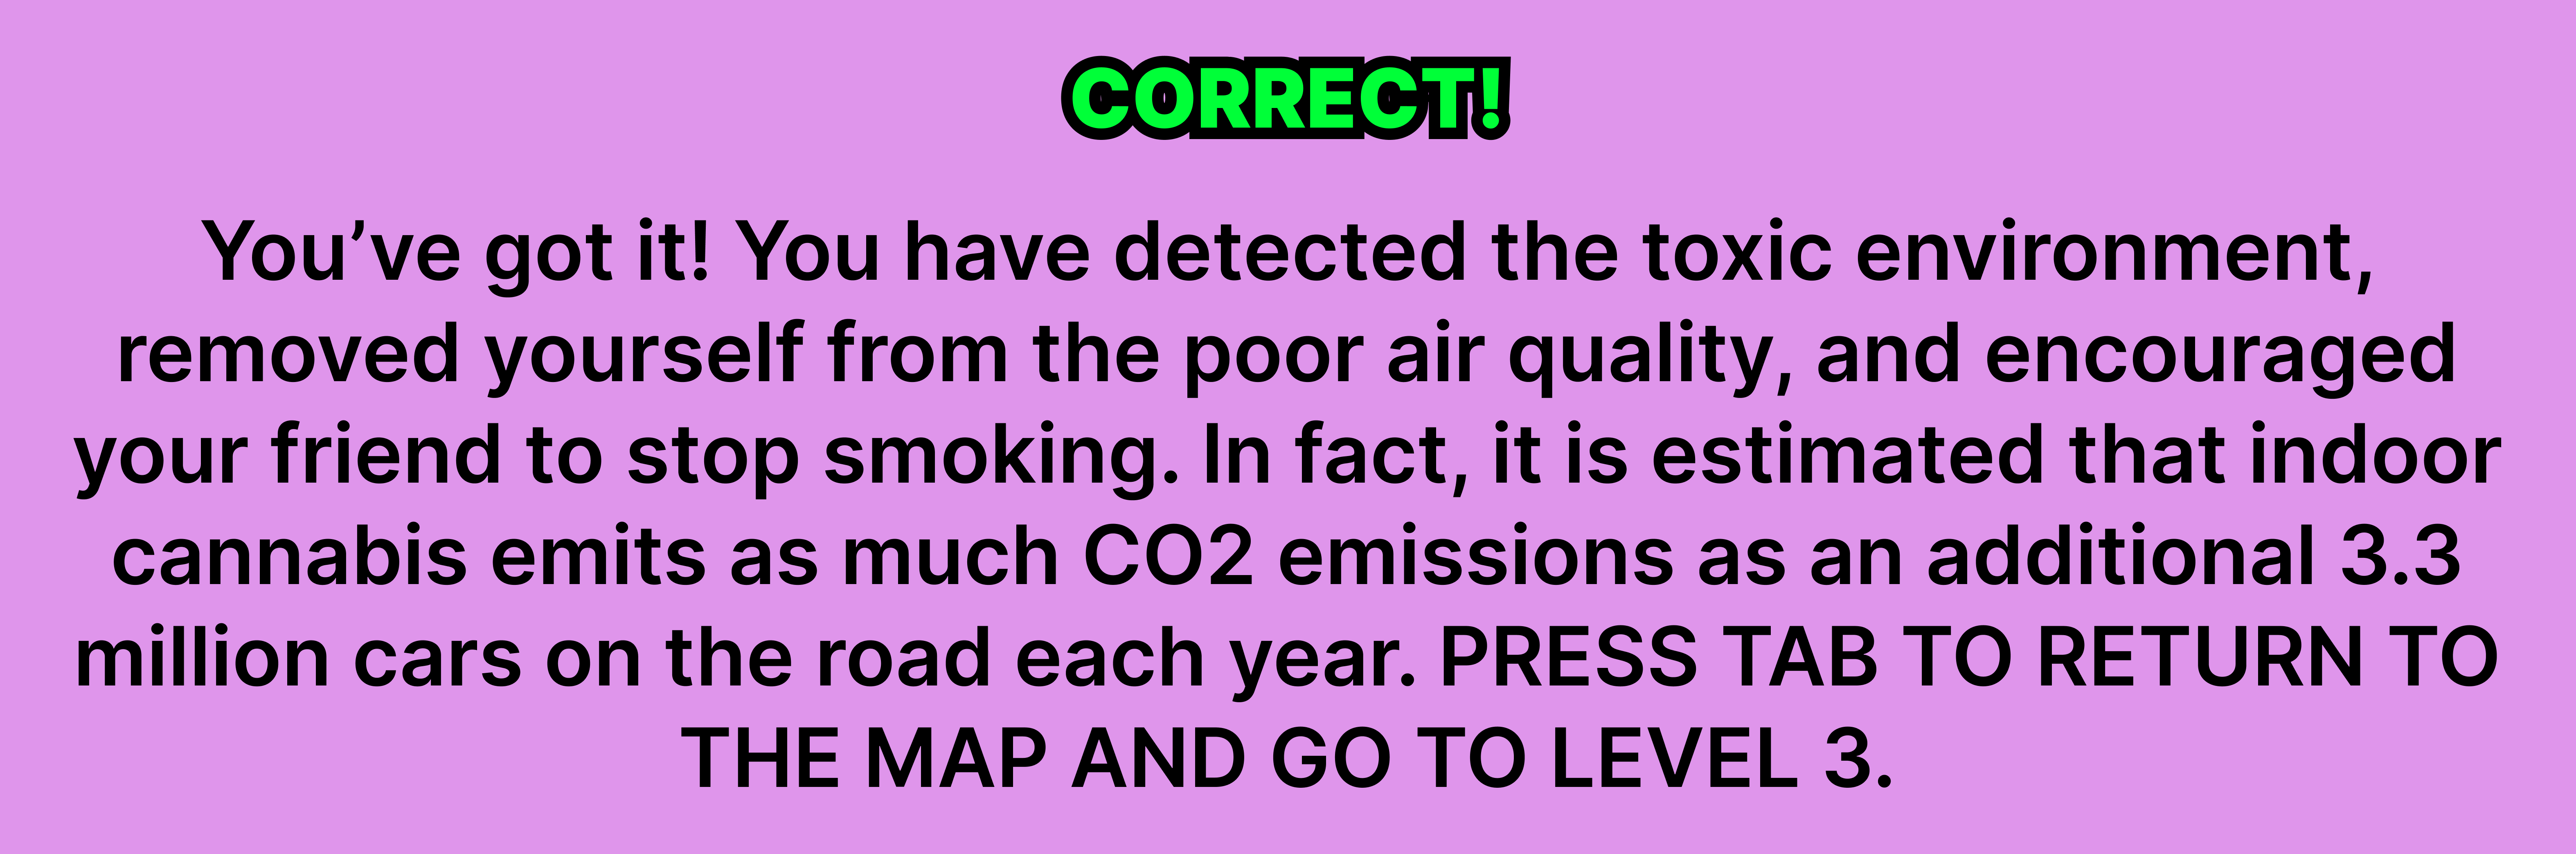 CORRECT!
You’ve got it! You have detected the toxic environment,
removed yourself from the poor air quality, and encouraged
your friend to stop smoking. In fact, it is estimated that indoor
cannabis emits as much CO2 emissions as an additional 3.3
million cars on the road each year. PRESS TAB TO RETURN TO
THE MAP AND GO TO LEVEL 3.